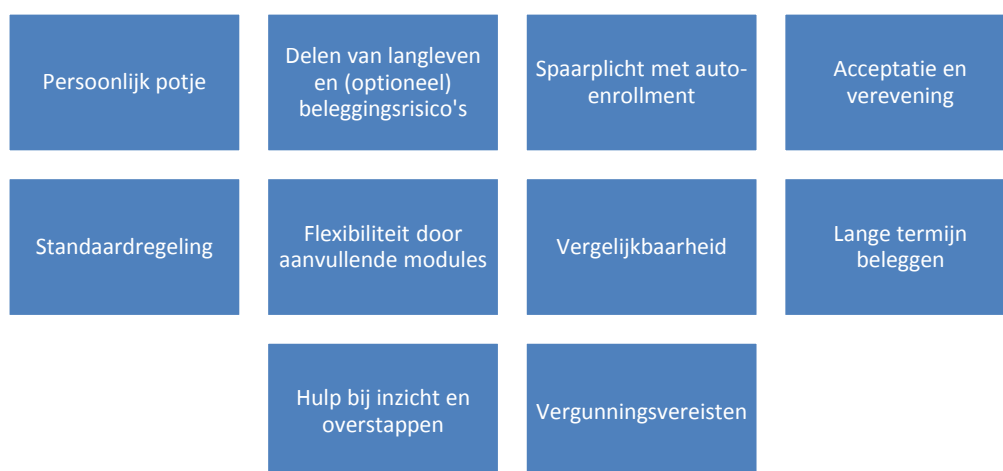 Persoonlijk potje
Delen van langleven
en (optioneel)
beleggingsrisico's
Spaarplicht met auto-
enrollment
Acceptatie en
verevening
Standaardregeling
Flexibiliteit door
aanvullende modules
Vergelijkbaarheid
Lange termijn
beleggen
Hulp bij inzicht en
overstappen
Vergunningsvereisten